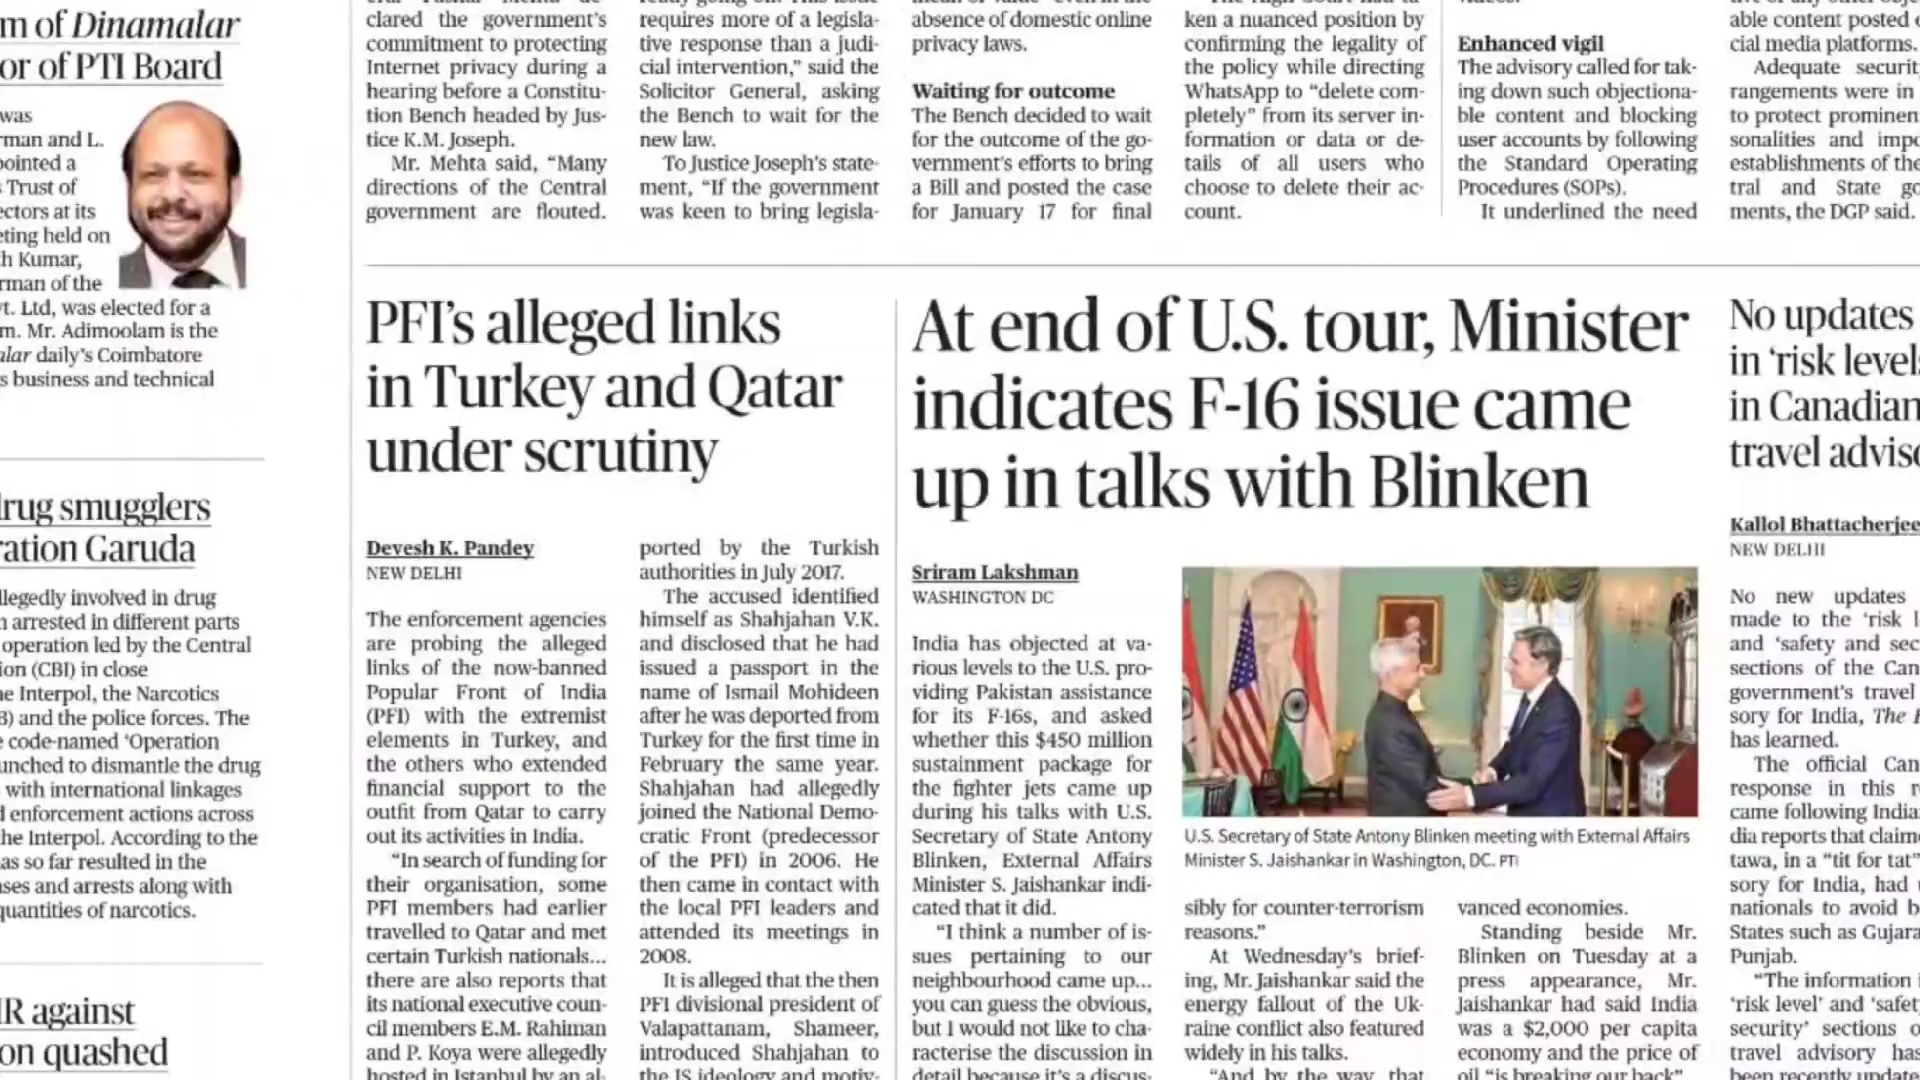 m of Dinamalar
or of PTI Board
was
rman and L.
pointed a
s Trust of
ectors at its
eting held on
h Kumar,
rman of the
vt. Ltd, was elected for a
m. Mr. Adimoolam is the
alar daily's Coimbatore
s business and technical
drug smugglers
ration Garuda
llegedly involved in drug
n arrested in different parts
operation led by the Central
ion (CBI) in close
he Interpol, the Narcotics
B) and the police forces. The
e code-named 'Operation
unched to dismantle the drug
with international linkages
d enforcement actions across
he Interpol. According to the
as so far resulted in the
ases and arrests along with
quantities of narcotics.
IR against
on quashed
clared the government's
commitment to protecting
Internet privacy during a
hearing before a Constitu-
tion Bench headed by Jus-
tice K.M. Joseph.
Mr. Mehta said, "Many
directions of the Central
government are flouted.
requires more of a legisla-
tive response than a judi-
cial intervention," said the
Solicitor General, asking
the Bench to wait for the
new law.
To Justice Joseph's state-
ment, "If the government
was keen to bring legisla-
absence of domestic online
privacy laws.
Waiting for outcome
The Bench decided to wait
for the outcome of the go-
vernment's efforts to bring
a Bill and posted the case
for January 17 for final
ken a nuanced position by
confirming the legality of
the policy while directing
WhatsApp to "delete com-
pletely" from its server in-
formation or data or de-
tails of all users who
choose to delete their ac-
count.
Enhanced vigil
The advisory called for tak-
ing down such objectiona-
ble content and blocking
user accounts by following
the Standard Operating
Procedures (SOPs).
It underlined the need
able content posted
cial media platforms.
Adequate securit
rangements were in
to protect prominen
sonalities and impo
establishments of the
tral and State go
ments, the DGP said.
PFI's alleged links
in Turkey and Qatar
under scrutiny
Devesh K. Pandey
NEW DELHI
The enforcement agencies
are probing the alleged
links of the now-banned
Popular Front of India
(PFI) with the extremist
elements in Turkey, and
the others who extended
financial support to the
outfit from Qatar to carry
out its activities in India.
"In search of funding for
their organisation, some
PFI members had earlier
travelled to Qatar and met
certain Turkish nationals...
there are also reports that
its national executive coun-
cil members E.M. Rahiman
and P. Koya were allegedly
hosted in Istanbul by an al-
ported by the Turkish
authorities in July 2017.
The accused identified
himself as Shahjahan V.K.
and disclosed that he had
issued a passport in the
name of Ismail Mohideen
after he was deported from
Turkey for the first time in
February the same year.
Shahjahan had allegedly
joined the National Demo-
cratic Front (predecessor
of the PFI) in 2006. He
then came in contact with
the local PFI leaders and
attended its meetings in
2008.
It is alleged that the then
PFI divisional president of
Valapattanam, Shameer,
introduced Shahjahan to
the IS ideology and motiv-
At end of U.S. tour, Minister
indicates F-16 issue came
up in talks with Blinken
Sriram Lakshman
WASHINGTON DC
India has objected at va-
rious levels to the U.S. pro-
viding Pakistan assistance
for its F-16s, and asked
whether this $450 million
sustainment package for
the fighter jets came up
during his talks with U.S.
Secretary of State Antony
Blinken, External Affairs
Minister S. Jaishankar indi-
cated that it did.
"I think a number of is-
sues pertaining to our
neighbourhood came up...
you can guess the obvious,
but I would not like to cha-
racterise the discussion in
detail because it's a discus-
U.S. Secretary of State Antony Blinken meeting with External Affairs
Minister S. Jaishankar in Washington, DC. PTI
sibly for counter-terrorism
reasons."
At Wednesday's brief-
ing, Mr. Jaishankar said the
energy fallout of the Uk-
raine conflict also featured
widely in his talks.
"And by the way, that
vanced economies.
Standing beside Mr.
Blinken on Tuesday at a
press appearance, Mr.
Jaishankar had said India
was a $2,000 per capita
economy and the price of
oil "is breaking our back"
No updates
in 'risk levels
in Canadian
travel adviso
Kallol Bhattacherjee
NEW DELHI
No new updates
made to the 'risk l
and 'safety and sec
sections of the Can
government's travel
sory for India, The H
has learned.
The official Can
response in this r
came following India
dia reports that claime
tawa, in a "tit for tat"
sory for India, had
nationals to avoid b
States such as Gujara
Punjab.
"The information i
'risk level' and 'safet
security' sections o
travel advisory has
been recently update